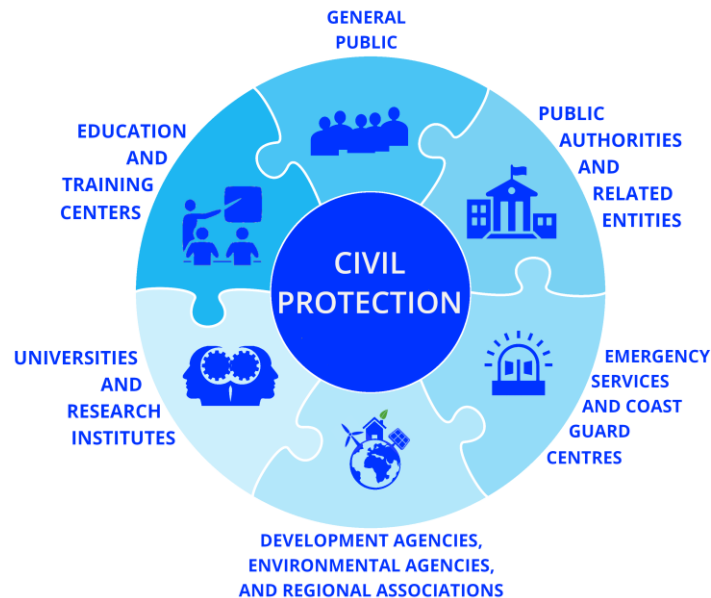 GENERAL
PUBLIC
PUBLIC
AUTHORITIES
AND
RELATED
ENTITIES
EMERGENCY
SERVICES
AND COAST
GUARD
CENTRES
DEVELOPMENT AGENCIES,
ENVIRONMENTAL AGENCIES,
AND REGIONAL ASSOCIATIONS
UNIVERSITIES
AND
RESEARCH
INSTITUTES
EDUCATION
AND
TRAINING
CENTERS
CIVIL
PROTECTION